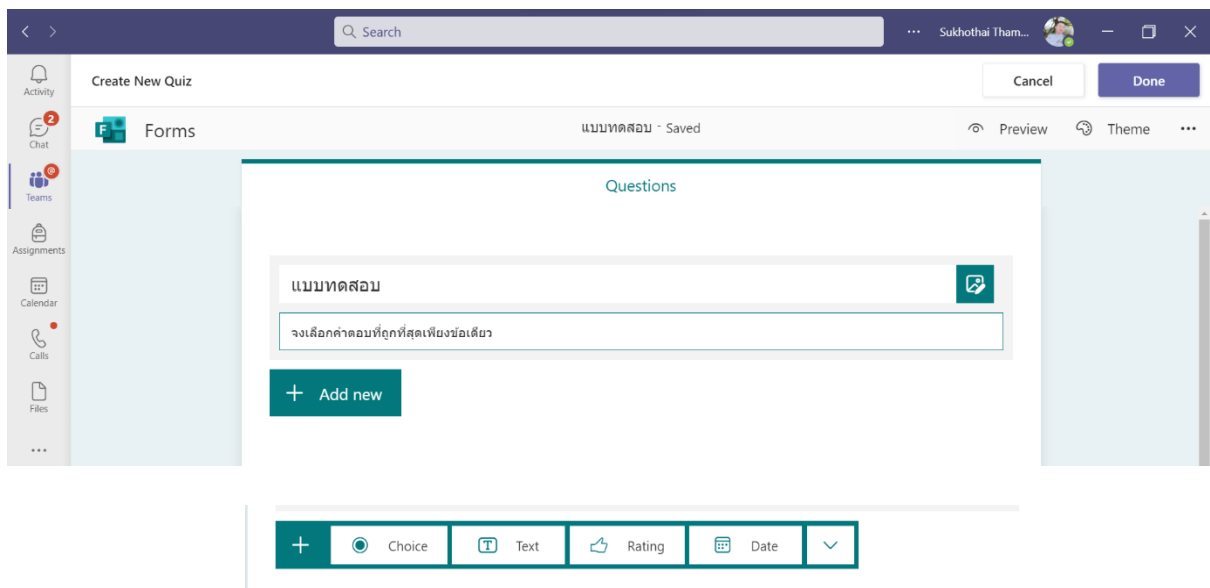 Search
Sukhothai Tham...
Activity
Create New Quiz
Cancel
Done
2
Chat
Forms
แบบทดสอบ - Saved
Preview
Theme
Teams
Questions
Assignments
แบบทดสอบ
Calendar
จงเลือกคำตอบที่ถูกที่สุดเพียงข้อเดียว
Calls
Add new
Files
Choice
Text
Rating
Date